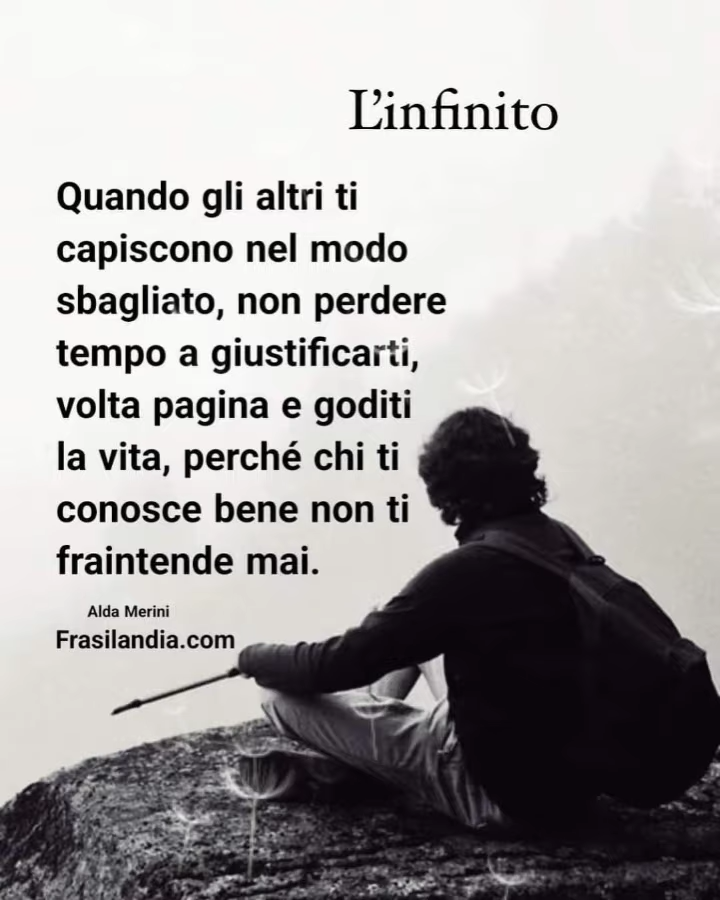 L'infinito
Quando gli altri ti
capiscono nel modo
sbagliato, non perdere
tempo a giustificarti,
volta pagina e goditi
la vita, perché chi ti
conosce bene non ti
fraintende mai.
Alda Merini
Frasilandia.com